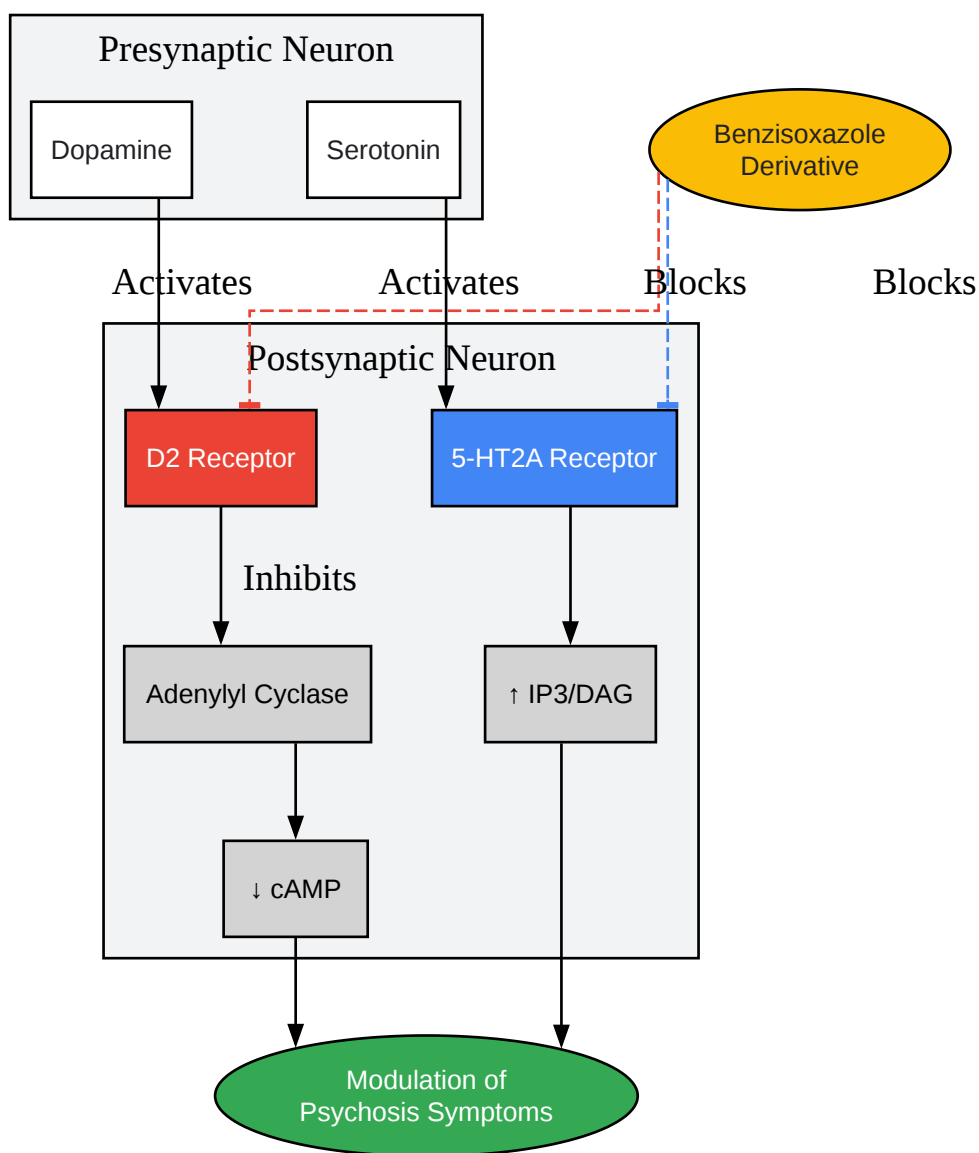 Presynaptic Neuron
Dopamine
Serotonin
Benzisoxazole
Derivative
Activates
Activates
Blocks
Blocks
Postsynaptic Neuron
D2 Receptor
5-HT2A Receptor
Inhibits
Adenylyl Cyclase
↑ IP3/DAG
↓ cAMP
Modulation of
Psychosis Symptoms